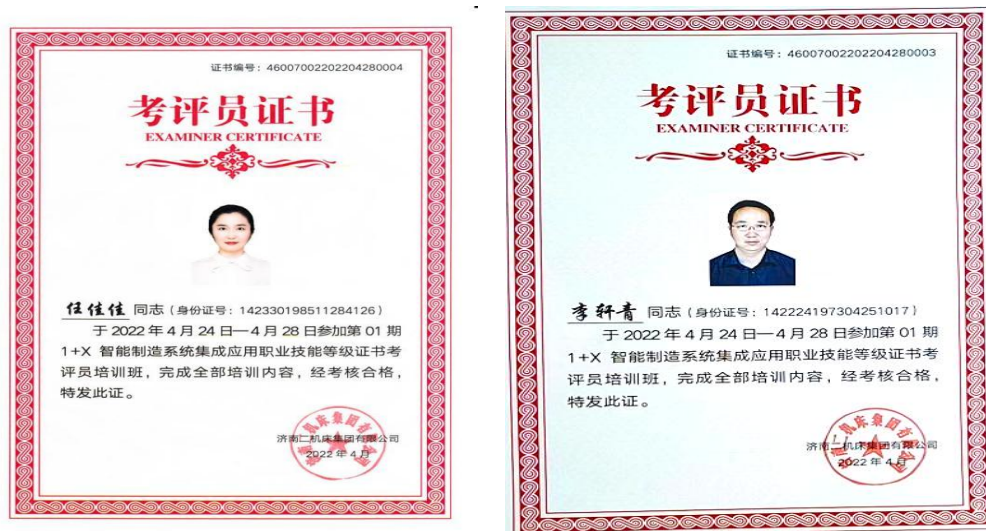 证书编号：46007002202204280004
考评员证书
EXAMINER CERTIFICATE
任佳佳 同志（身份证号：142330198511284126）
于 2022 年 4 月 24 日—4 月 28 日参加第 01 期
1+X 智能制造系统集成应用职业技能等级证书考
评员培训班，完成全部培训内容，经考核合格，
特发此证。
济南二机床集团有限公司
2022 年 4 月
证书编号：46007002202204280003
考评员证书
EXAMINER CERTIFICATE
李轩青 同志（身份证号：142224197304251017）
于 2022 年 4 月 24 日—4 月 28 日参加第 01 期
1+X 智能制造系统集成应用职业技能等级证书考
评员培训班，完成全部培训内容，经考核合格，
特发此证。
济南二机床集团有限公司
2022 年 4 月